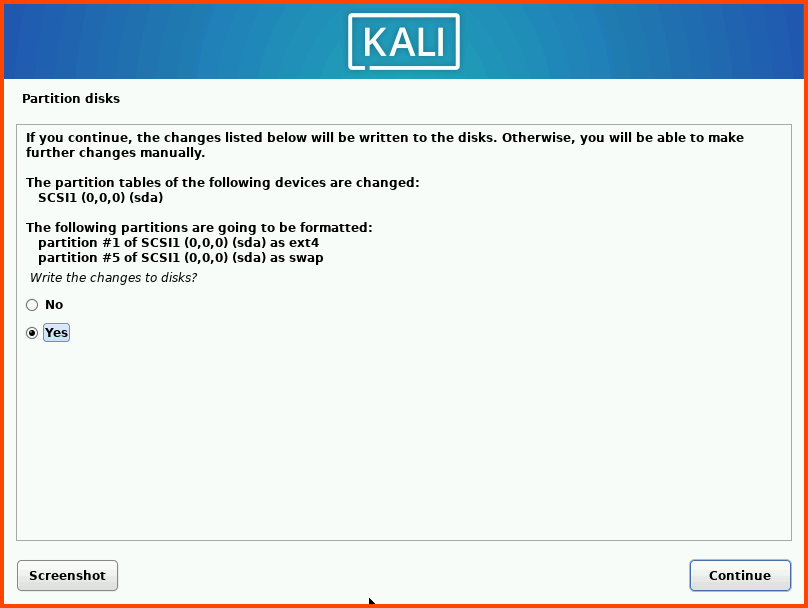 KALI
Partition disks
If you continue, the changes listed below will be written to the disks. Otherwise, you will be able to make
further changes manually.
The partition tables of the following devices are changed:
SCSI1 (0,0,0) (sda)
The following partitions are going to be formatted:
partition #1 of SCSI1 (0,0,0) (sda) as ext4
partition #5 of SCSI1 (0,0,0) (sda) as swap
Write the changes to disks?
No
Yes
Screenshot
Continue